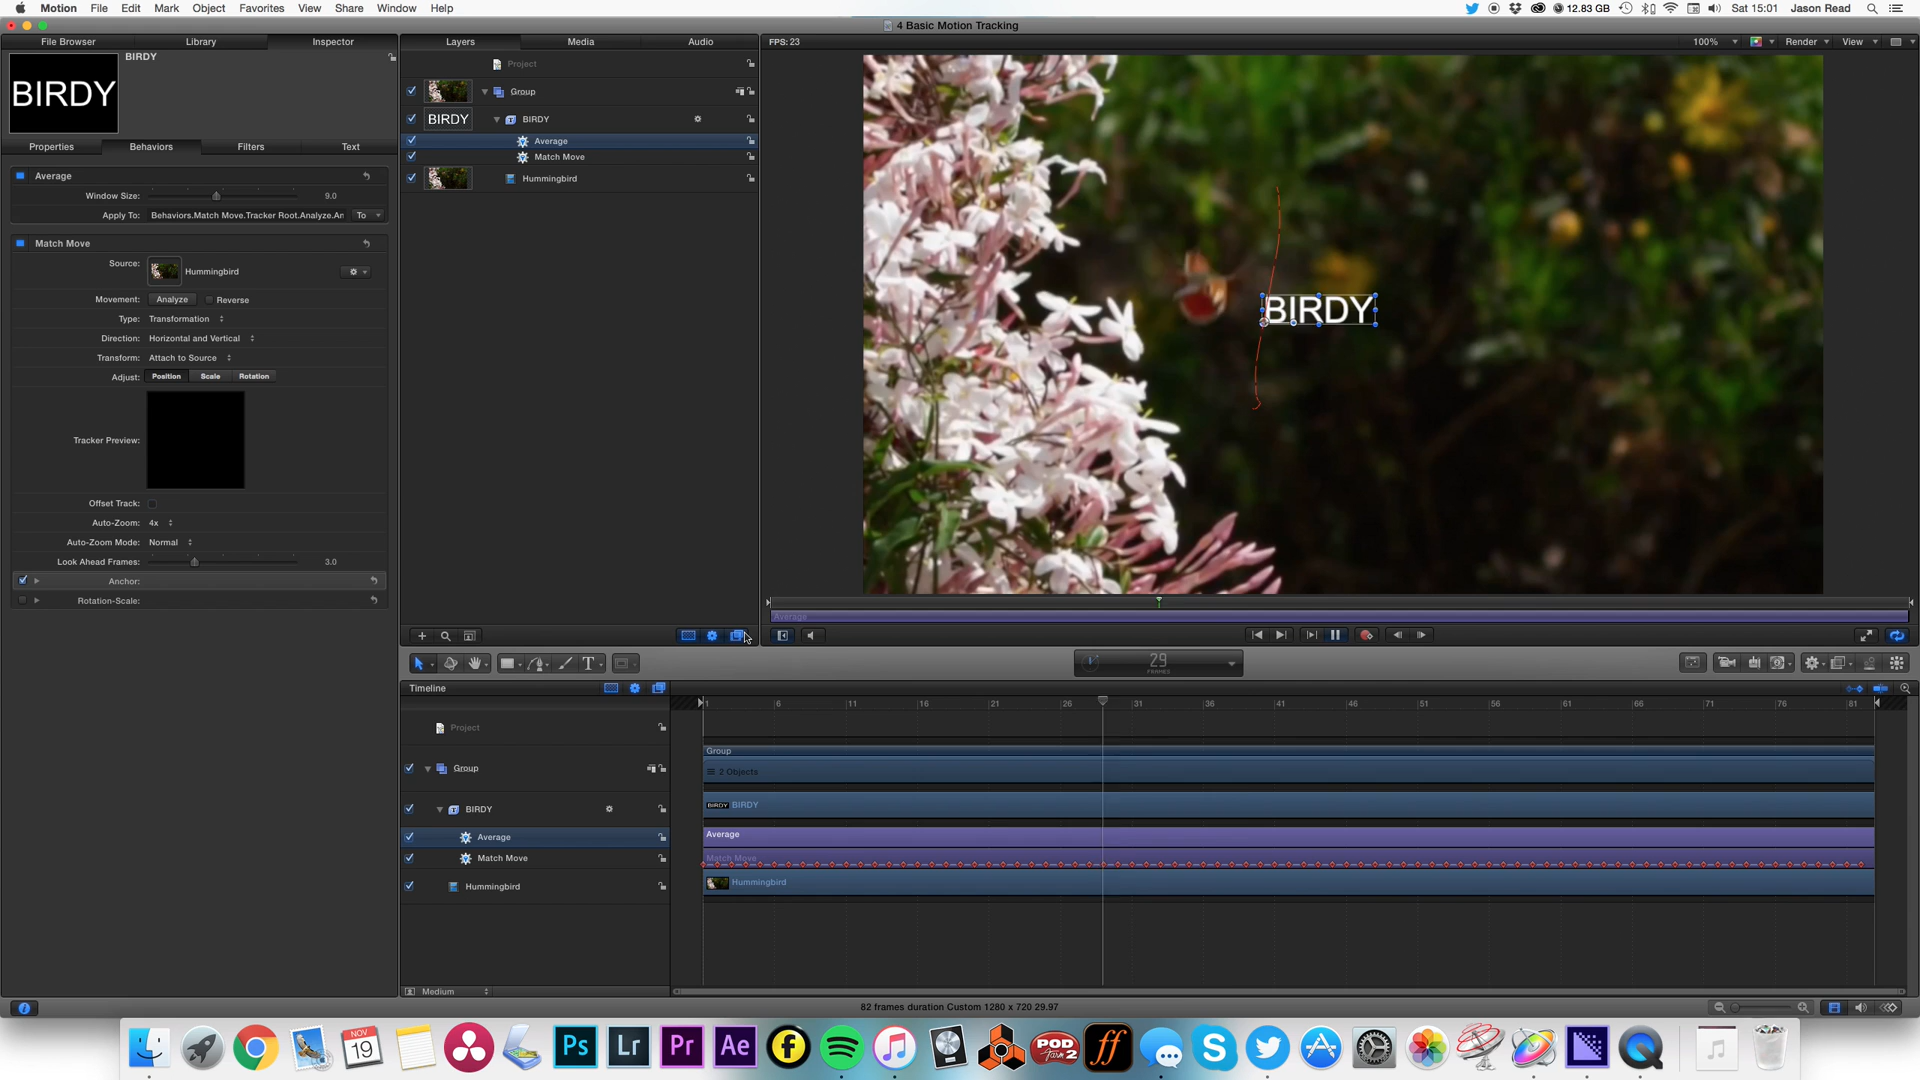 Motion File Edit Mark Object Favorites View Share Window Help 12.83 GB Sat 15:01 Jason Read
4 Basic Motion Tracking
File Browser Library Inspector Layers Media Audio FPS: 23 100% Render View
BIRDY
BIRDY
Project
Group
BIRDY BIRDY
Average
Match Move
Hummingbird
Properties Behaviors Filters Text
Average
Window Size: 9.0
Apply To: Behaviors.Match Move.Tracker Root.Analyze.An To
Match Move
Source: Hummingbird
Movement: Analyze Reverse
Type: Transformation
Direction: Horizontal and Vertical
Transform: Attach to Source
Adjust: Position Scale Rotation
Tracker Preview:
Offset Track:
Auto-Zoom: 4x
Auto-Zoom Mode: Normal
Look Ahead Frames: 3.0
Anchor:
Rotation-Scale:
BIRDY
Average
29
FRAMES
T
Timeline
1 6 11 16 21 26 31 36 41 46 51 56 61 66 71 76 81
Project
Group Group
2 Objects
BIRDY BIRDY BIRDY
Average Average
Match Move Match Move
Hummingbird Hummingbird
Medium
82 frames duration Custom 1280 x 720 29.97
NOV
19
Ps Lr Pr Ae f POD Farm 2 ff S